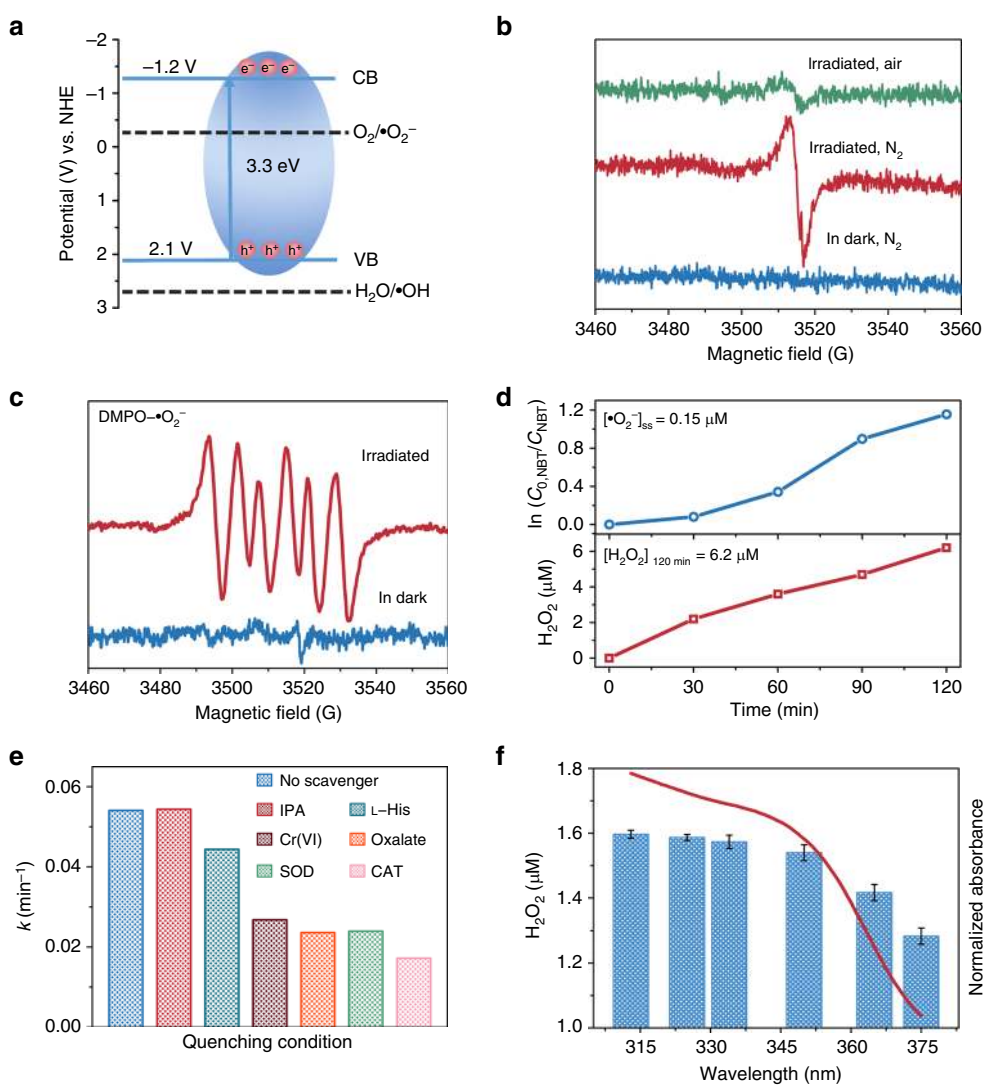 a
Potential (V) vs. NHE
−2
−1
0
1
2
3
−1.2 V
e⁻ e⁻ e⁻
CB
O₂/•O₂⁻
3.3 eV
2.1 V
h⁺ h⁺ h⁺
VB
H₂O/•OH
b
Irradiated, air
Irradiated, N₂
In dark, N₂
3460 3480 3500 3520 3540 3560
Magnetic field (G)
c
DMPO–•O₂⁻
Irradiated
In dark
3460 3480 3500 3520 3540 3560
Magnetic field (G)
d
ln (C₀,NBT/CNBT)
1.2
0.8
0.4
0.0
[•O₂⁻]ss = 0.15 μM
H₂O₂ (μM)
6
4
2
0
[H₂O₂] 120 min = 6.2 μM
0 30 60 90 120
Time (min)
e
k (min⁻¹)
0.06
0.04
0.02
0.00
No scavenger
IPA
L–His
Cr(VI)
Oxalate
SOD
CAT
Quenching condition
f
H₂O₂ (μM)
1.8
1.6
1.4
1.2
1.0
Normalized absorbance
315 330 345 360 375
Wavelength (nm)